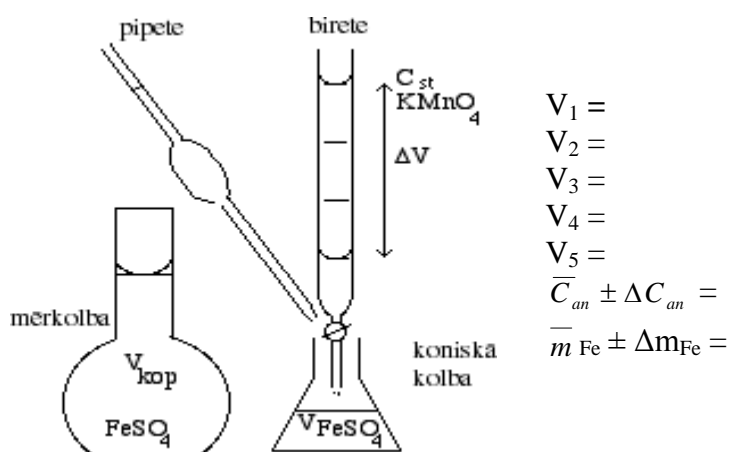 pipete
birete
C st
KMnO4
ΔV
mērkolba
Vkop
FeSO4
koniskā
kolba
VFeSO4
V1 =
V2 =
V3 =
V4 =
V5 =
C̅an ± ΔCan =
m̅ Fe ± ΔmFe =